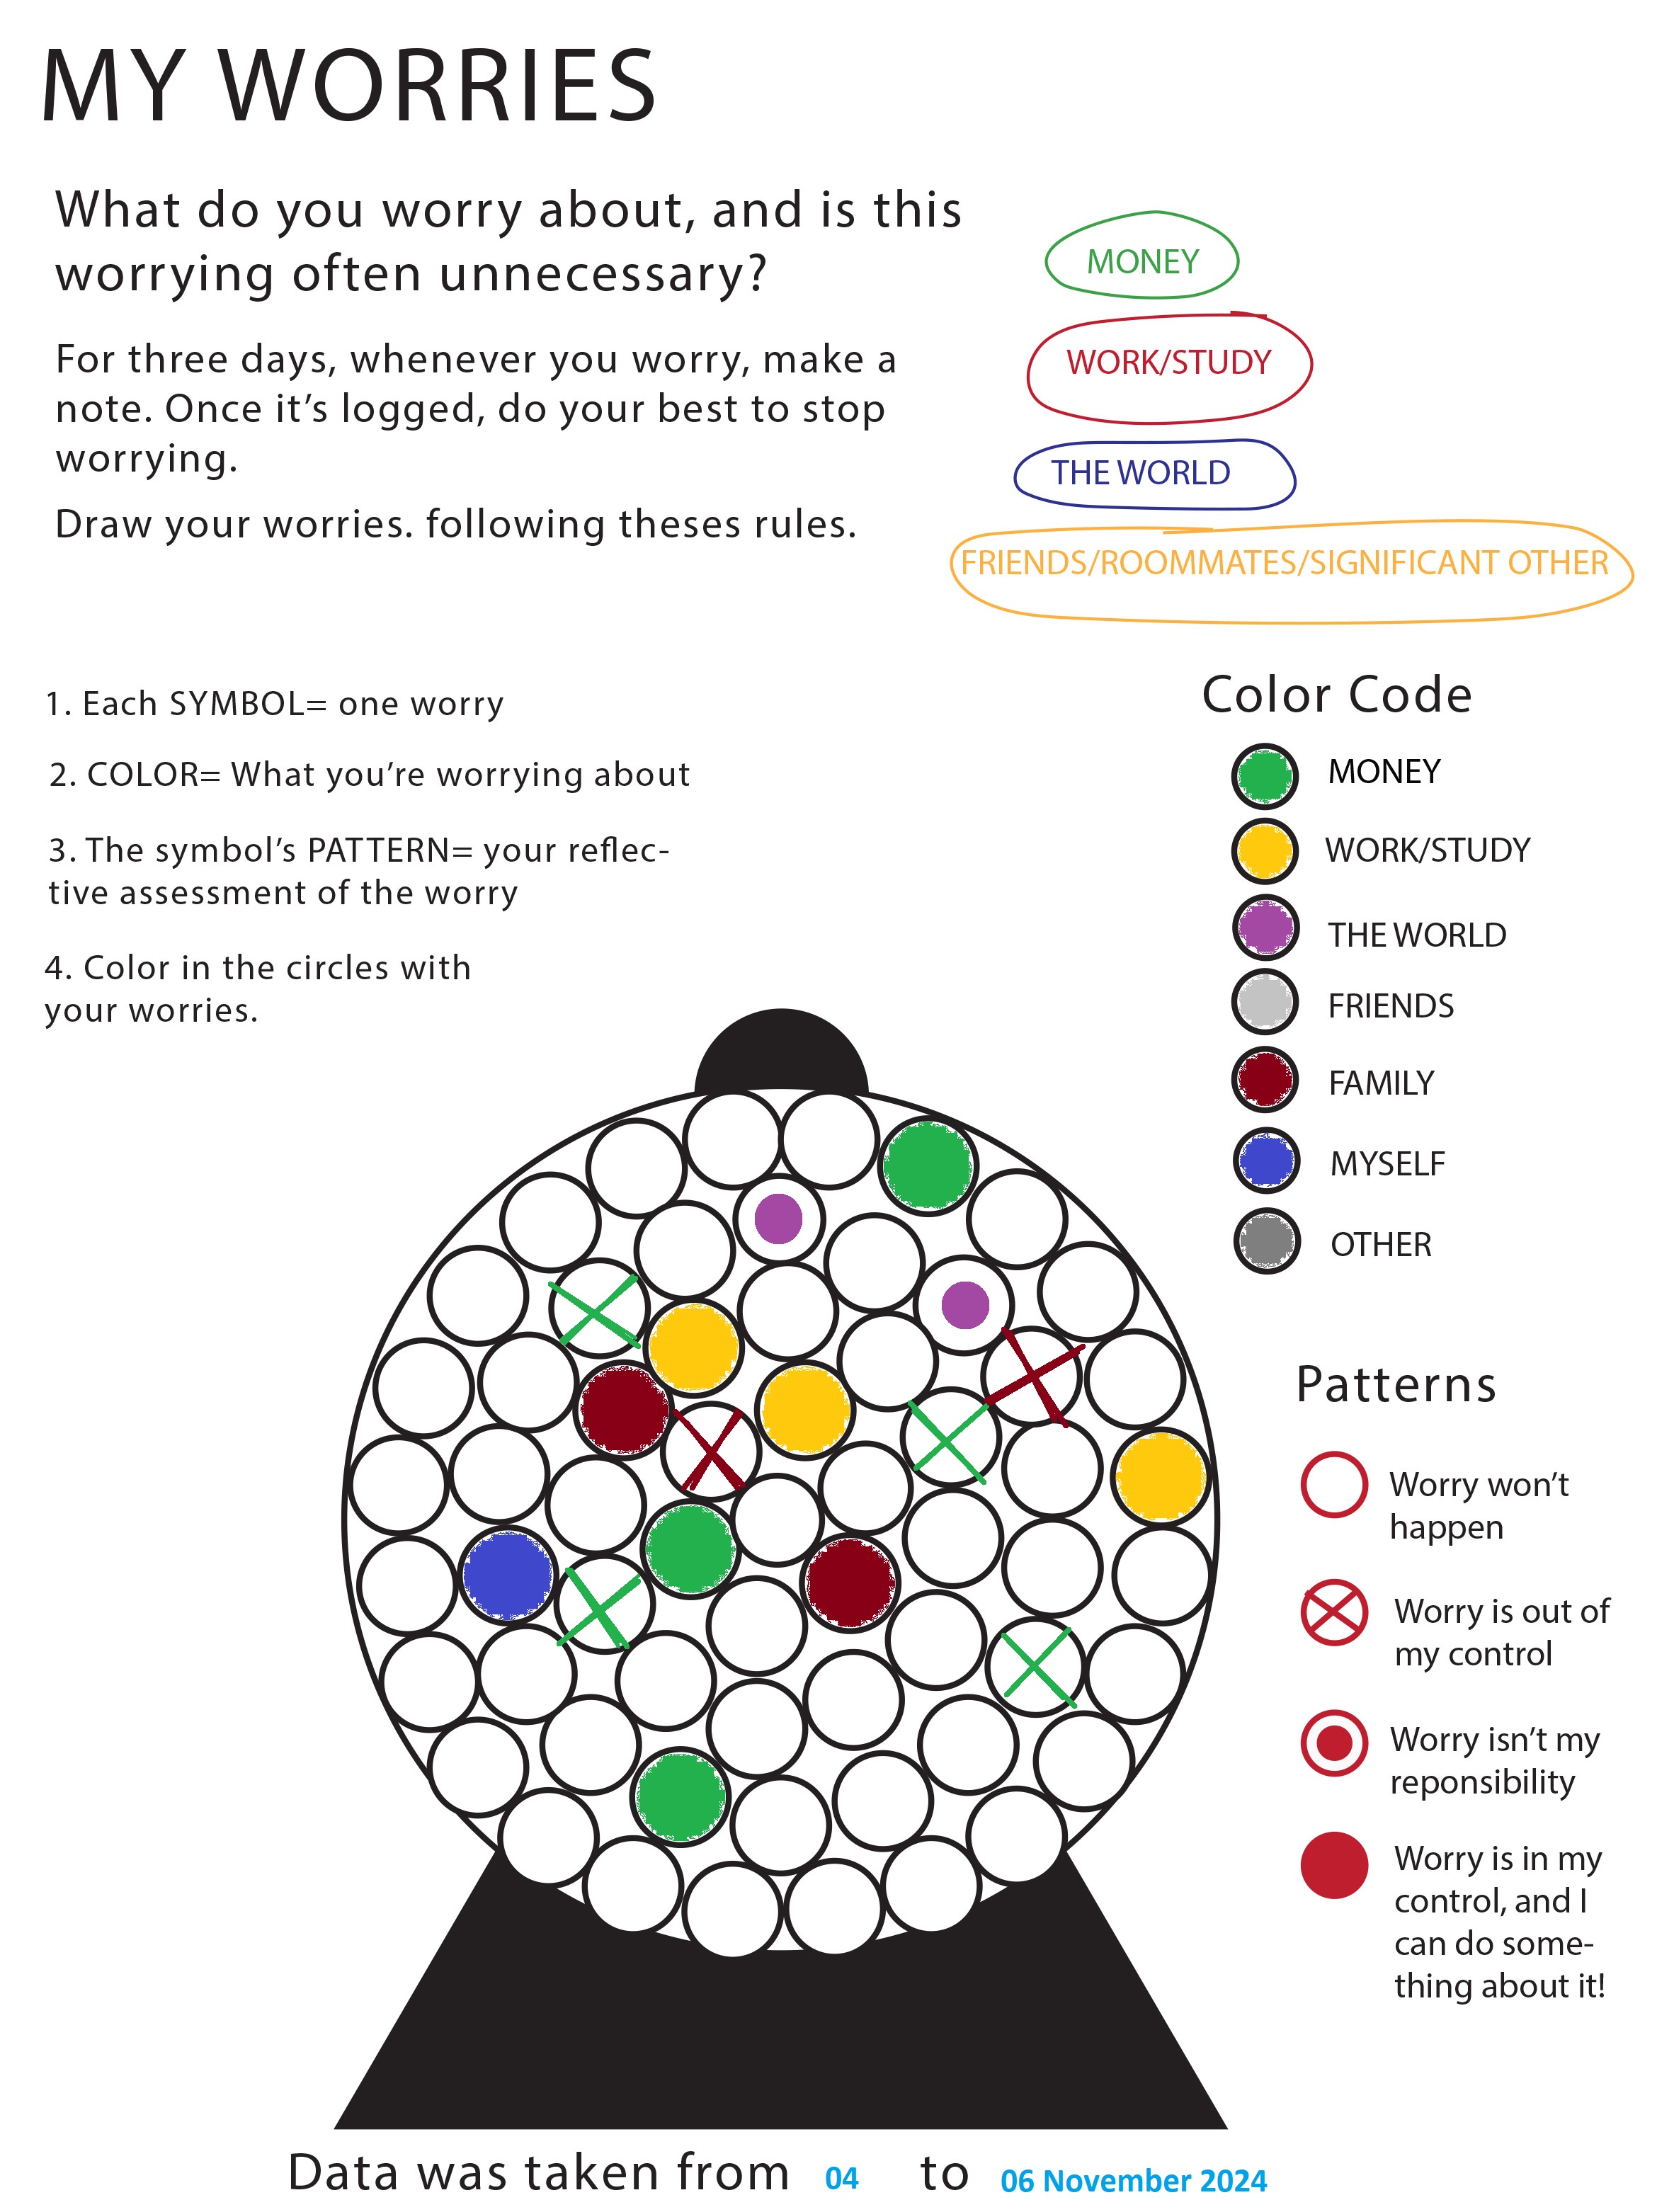 MY WORRIES
What do you worry about, and is this
worrying often unnecessary?
For three days, whenever you worry, make a
note. Once it’s logged, do your best to stop
worrying.
Draw your worries. following theses rules.
MONEY
WORK/STUDY
THE WORLD
FRIENDS/ROOMMATES/SIGNIFICANT OTHER
1. Each SYMBOL= one worry
2. COLOR= What you’re worrying about
3. The symbol’s PATTERN= your reflec-
tive assessment of the worry
4. Color in the circles with
your worries.
Color Code
MONEY
WORK/STUDY
THE WORLD
FRIENDS
FAMILY
MYSELF
OTHER
Patterns
Worry won’t
happen
Worry is out of
my control
Worry isn’t my
reponsibility
Worry is in my
control, and I
can do some-
thing about it!
Data was taken from 04 to 06 November 2024